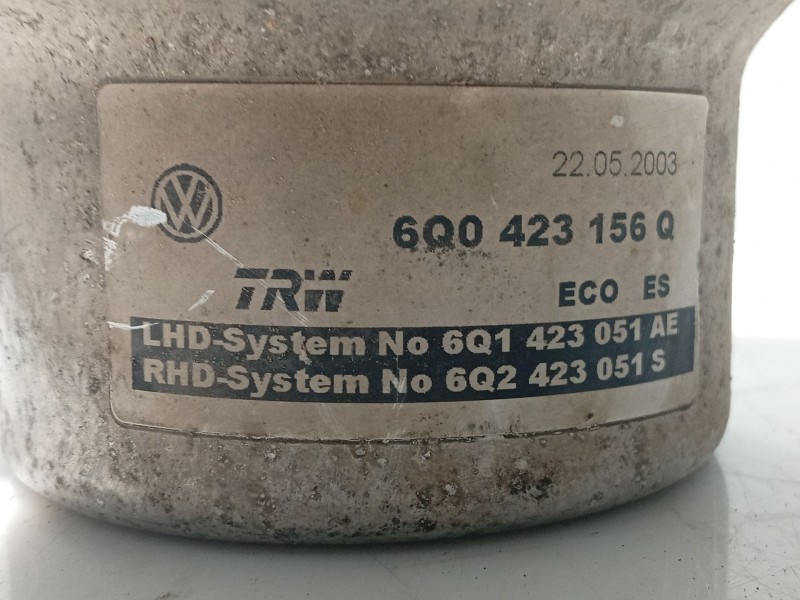 22.05.2003
6Q0 423 156 Q
TRW
ECO ES
LHD-System No 6Q1 423 051 AE
RHD-System No 6Q2 423 051 S